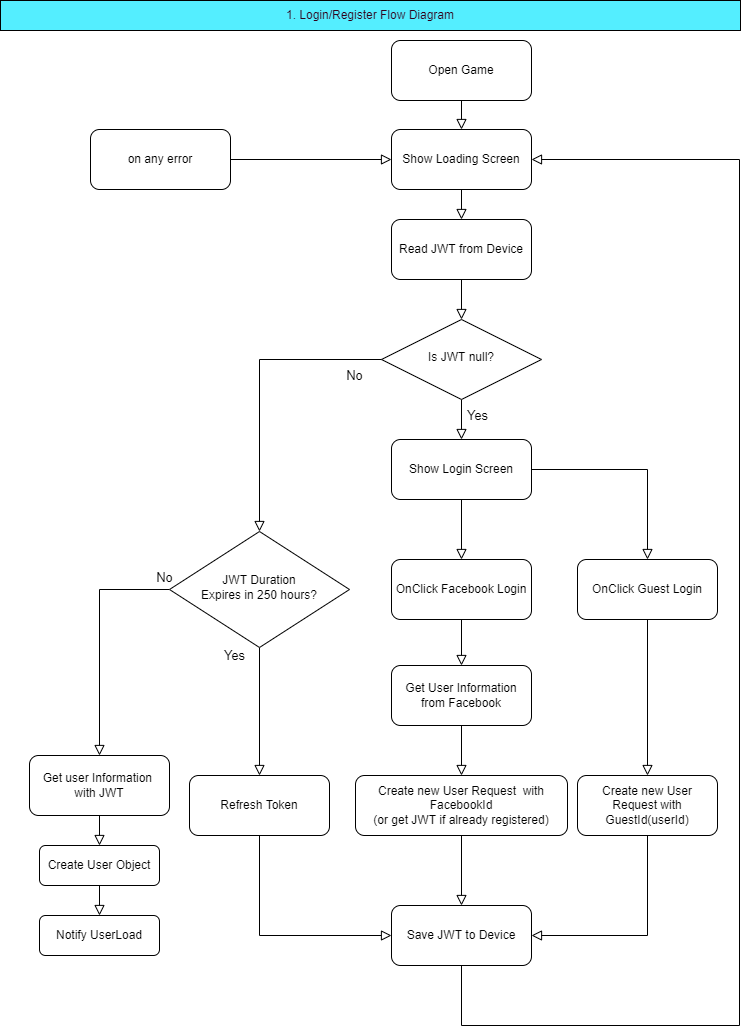 1. Login/Register Flow Diagram
Open Game
on any error
Show Loading Screen
Read JWT from Device
Is JWT null?
No
Yes
Show Login Screen
No
JWT Duration
Expires in 250 hours?
OnClick Facebook Login
OnClick Guest Login
Yes
Get User Information
from Facebook
Get user Information
with JWT
Refresh Token
Create new User Request with
FacebookId
(or get JWT if already registered)
Create new User
Request with
GuestId(userId)
Create User Object
Notify UserLoad
Save JWT to Device